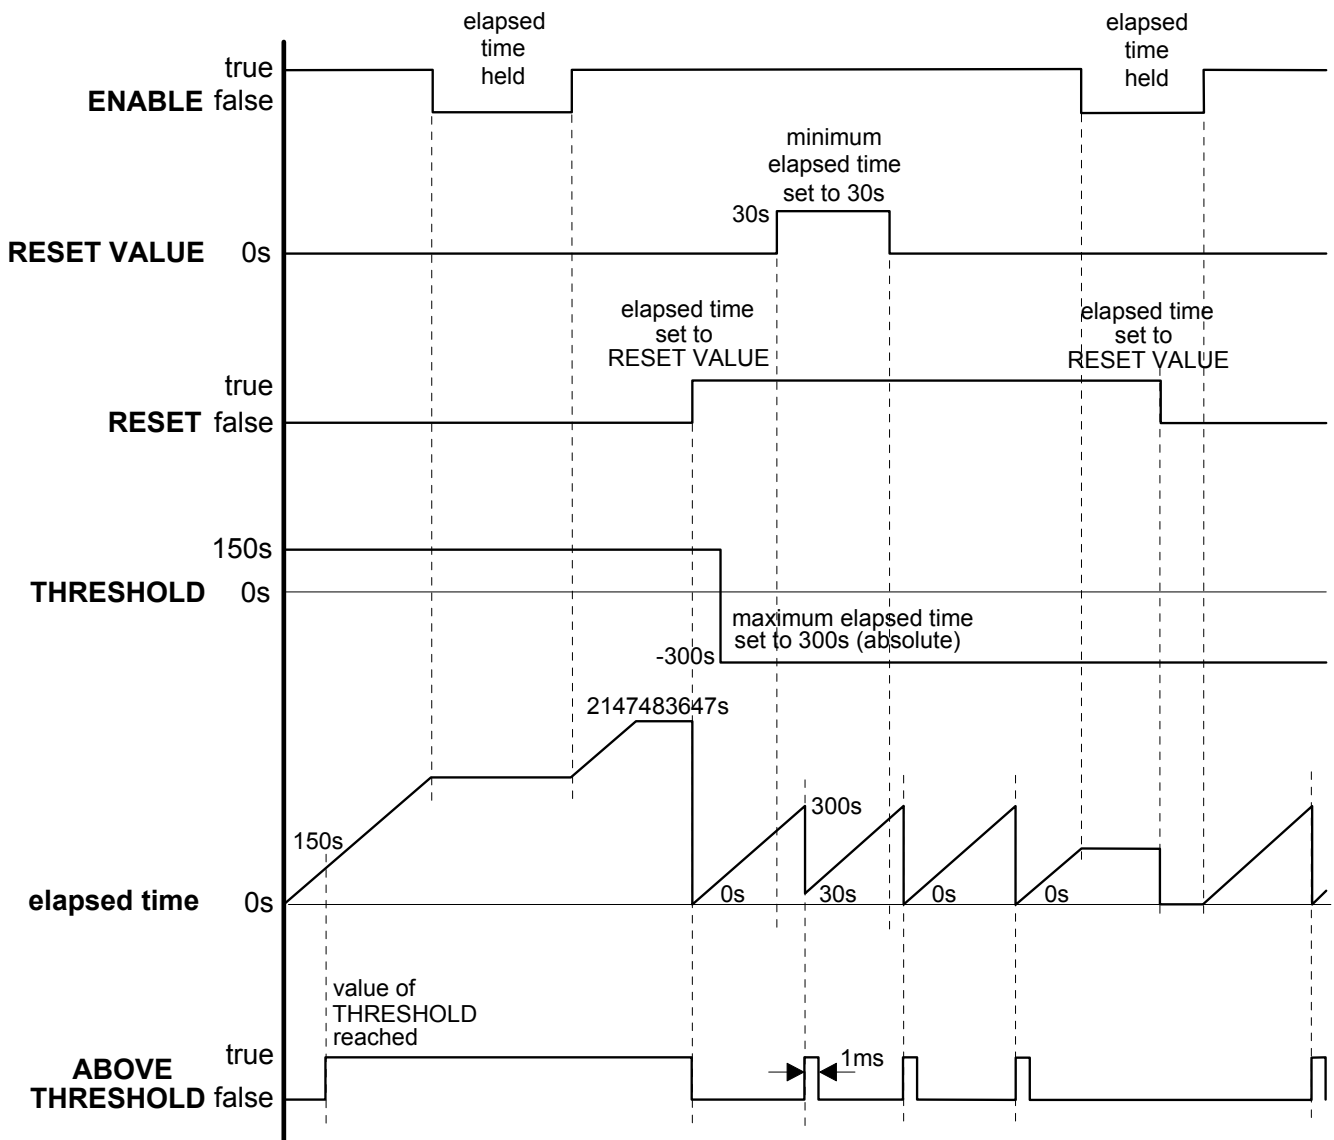 elapsed
time
held
elapsed
time
held
true
ENABLE false
minimum
elapsed time
set to 30s
30s
RESET VALUE 0s
elapsed time
set to
RESET VALUE
elapsed time
set to
RESET VALUE
true
RESET false
150s
THRESHOLD 0s
maximum elapsed time
set to 300s (absolute)
-300s
2147483647s
150s
300s
elapsed time 0s
0s
30s
0s
0s
value of
THRESHOLD
reached
true
ABOVE
THRESHOLD false
1ms